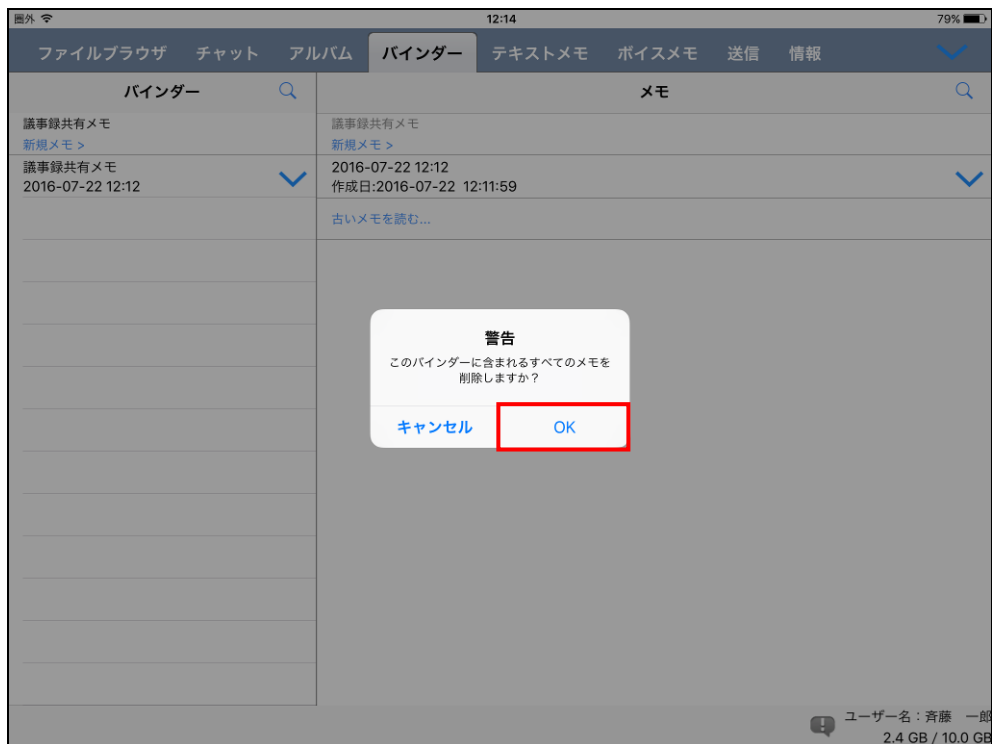 圏外 12:14 79%
ファイルブラウザ チャット アルバム バインダー テキストメモ ボイスメモ 送信 情報
バインダー
議事録共有メモ
新規メモ >
議事録共有メモ
2016-07-22 12:12
メモ
議事録共有メモ
新規メモ >
2016-07-22 12:12
作成日:2016-07-22 12:11:59
古いメモを読む...
警告
このバインダーに含まれるすべてのメモを
削除しますか？
キャンセル OK
ユーザー名：斉藤 一郎
2.4 GB / 10.0 GB